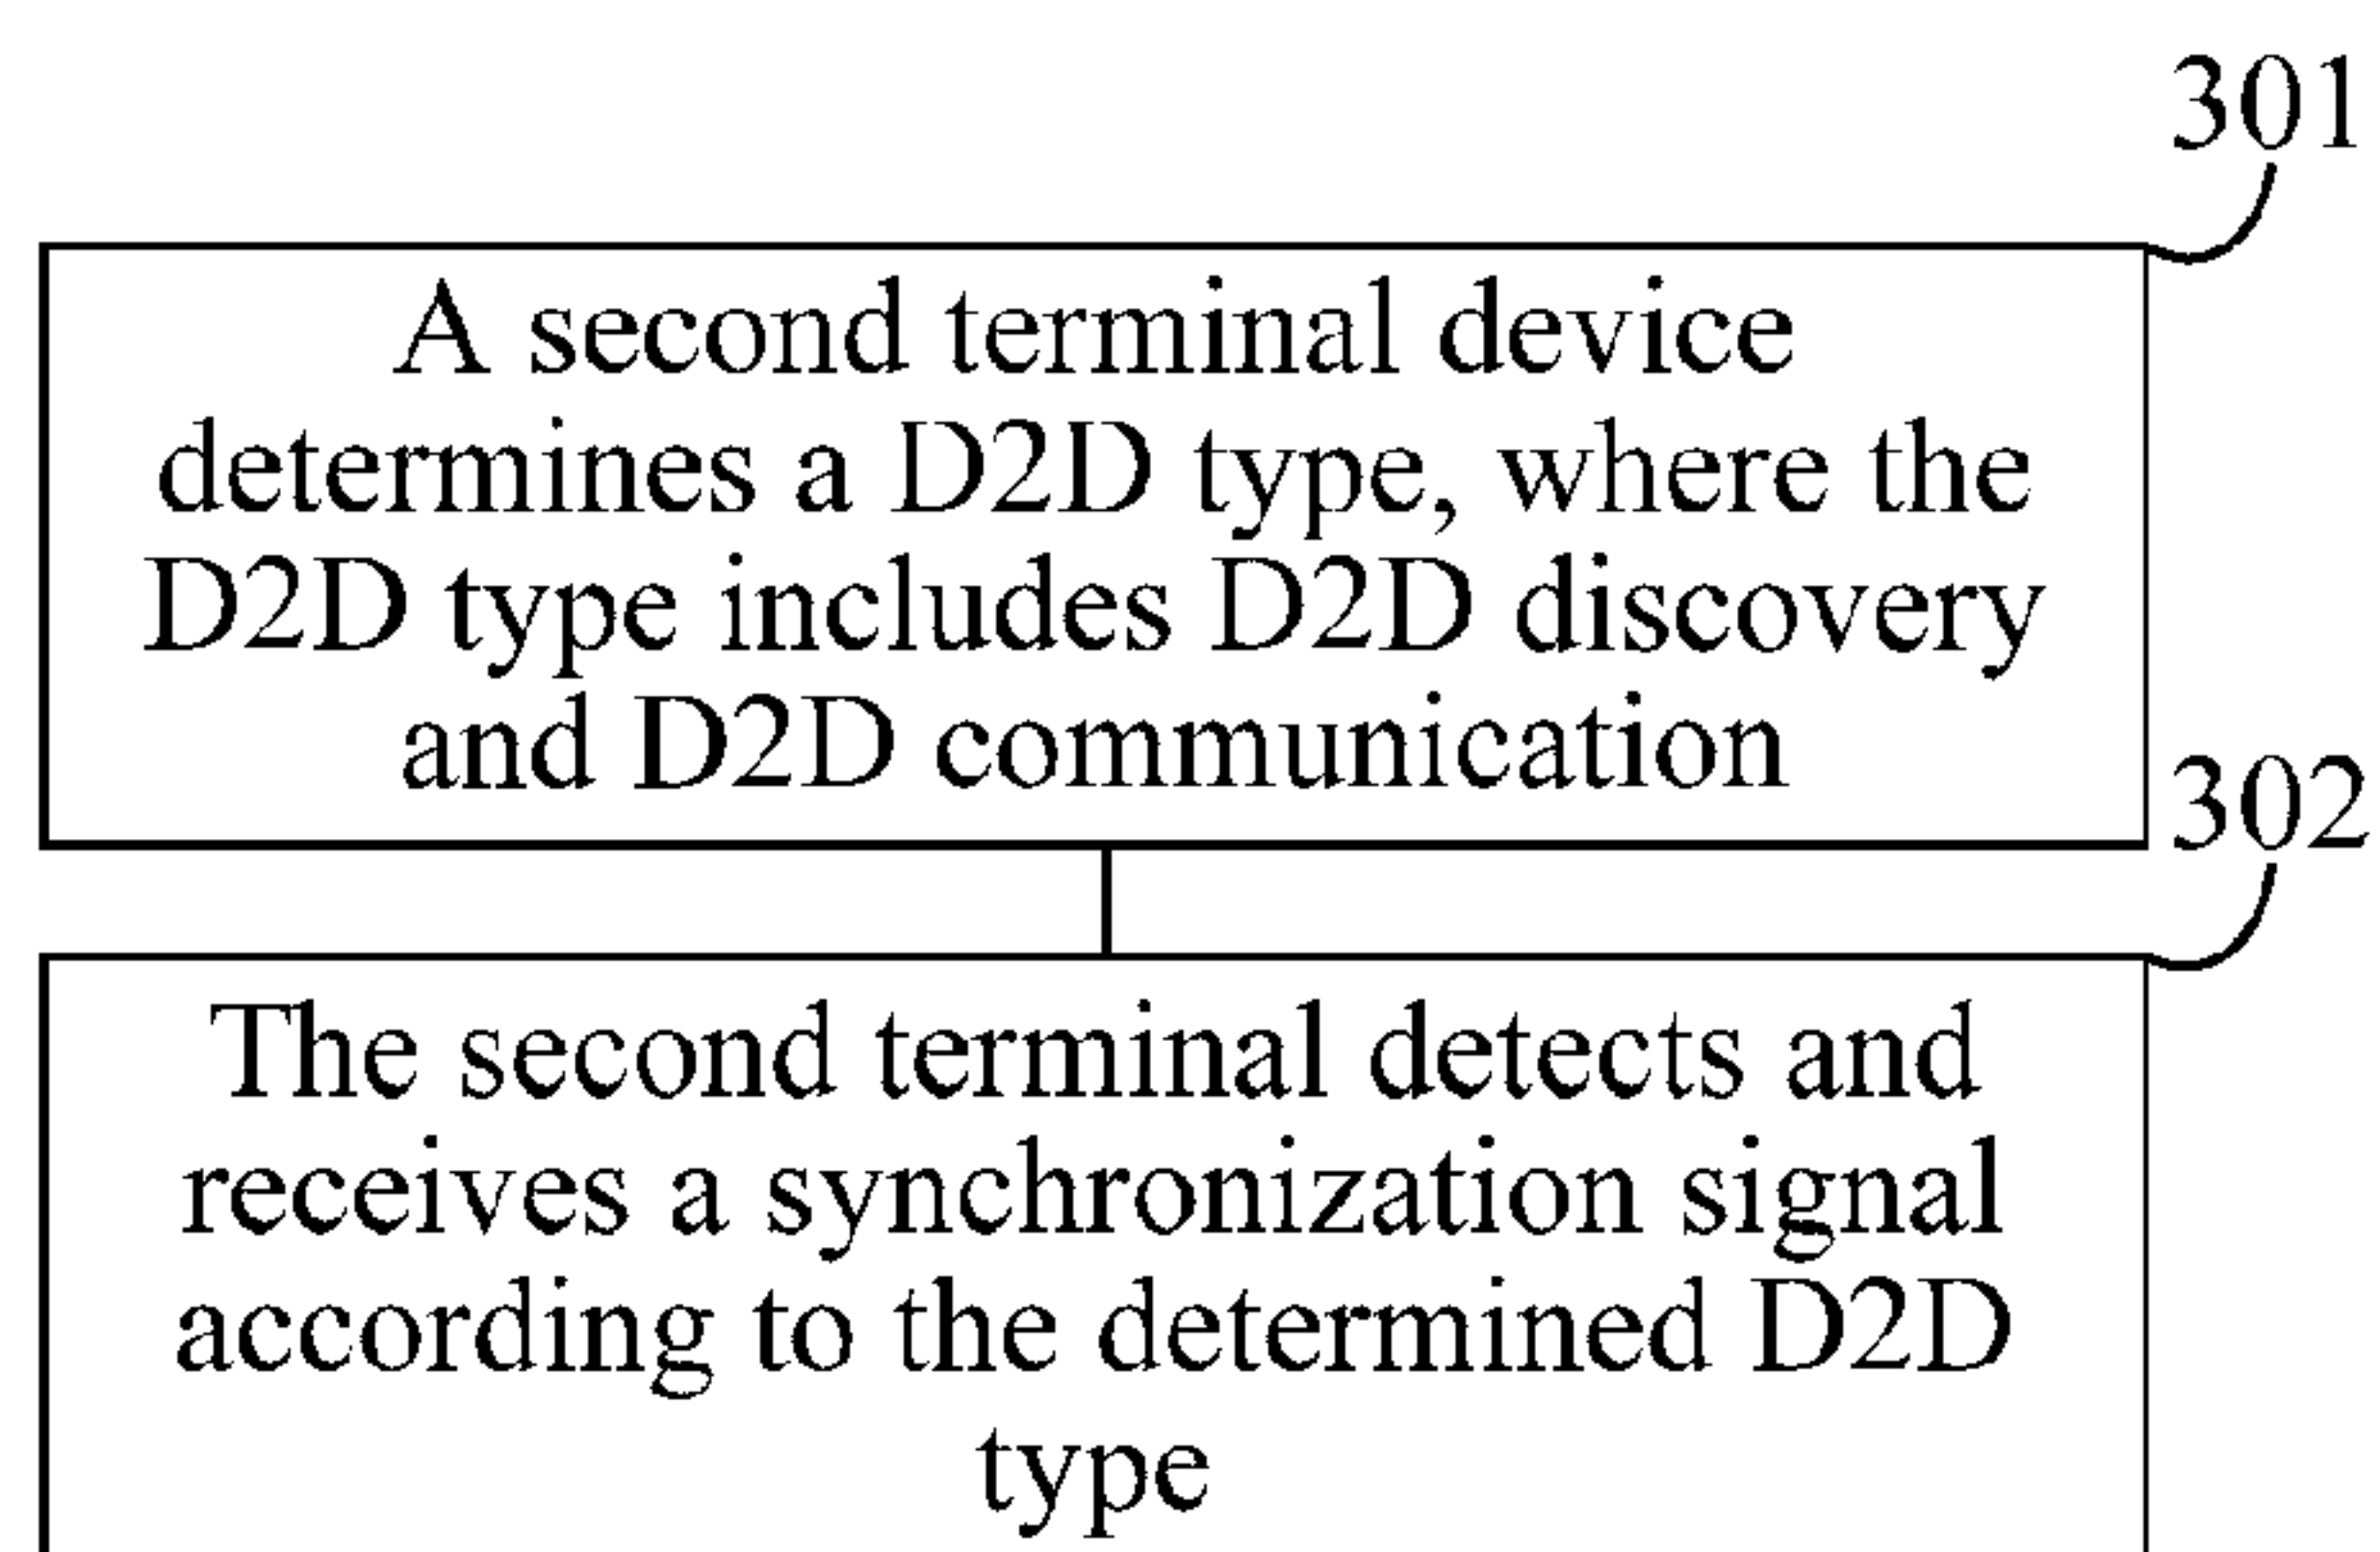 301
A second terminal device
determines a D2D type, where the
D2D type includes D2D discovery
and D2D communication
302
The second terminal detects and
receives a synchronization signal
according to the determined D2D
type